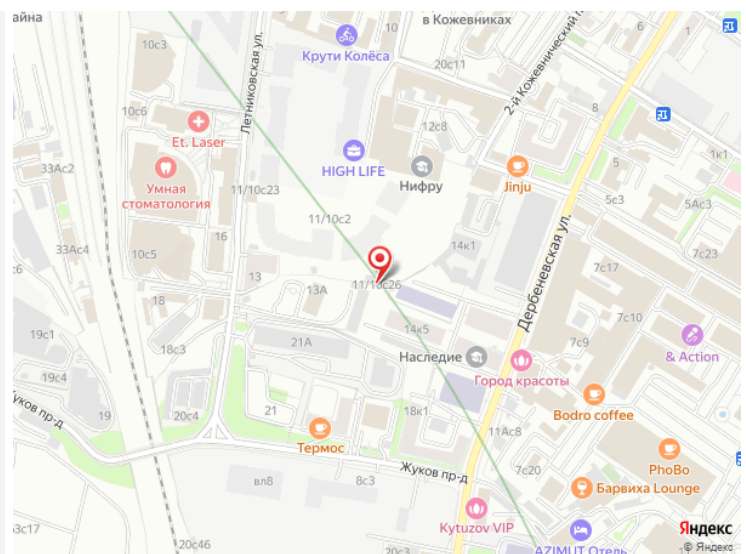 айна
10с3
Летниковская ул.
Крути Колёса
в Кожевниках
20с11
2-й Кожевнический п
8
10с6
Et. Laser
33Ас2
Умная
стоматология
11/10с23
HIGH LIFE
12с8
Нифру
Jinju
5
1к1
5с3
5Ас3
11/10с2
16
33Ас4
10с5
14к1
Дербеневская ул.
7с23
7с17
13
13А
11/10с26
18
7с10
19с1
18с3
21А
14к5
7с9
Наследие
& Action
Город красоты
19с4
19
Жуков пр-д
20с4
21
Термос
18к1
Bodro coffee
11Ас8
PhoBo
7с20
Жуков пр-д
вл8
8с3
Барвиха Lounge
63с17
Kytuzov VIP
20с46
AZIMUT Отель
Яндекс
© Яндекс